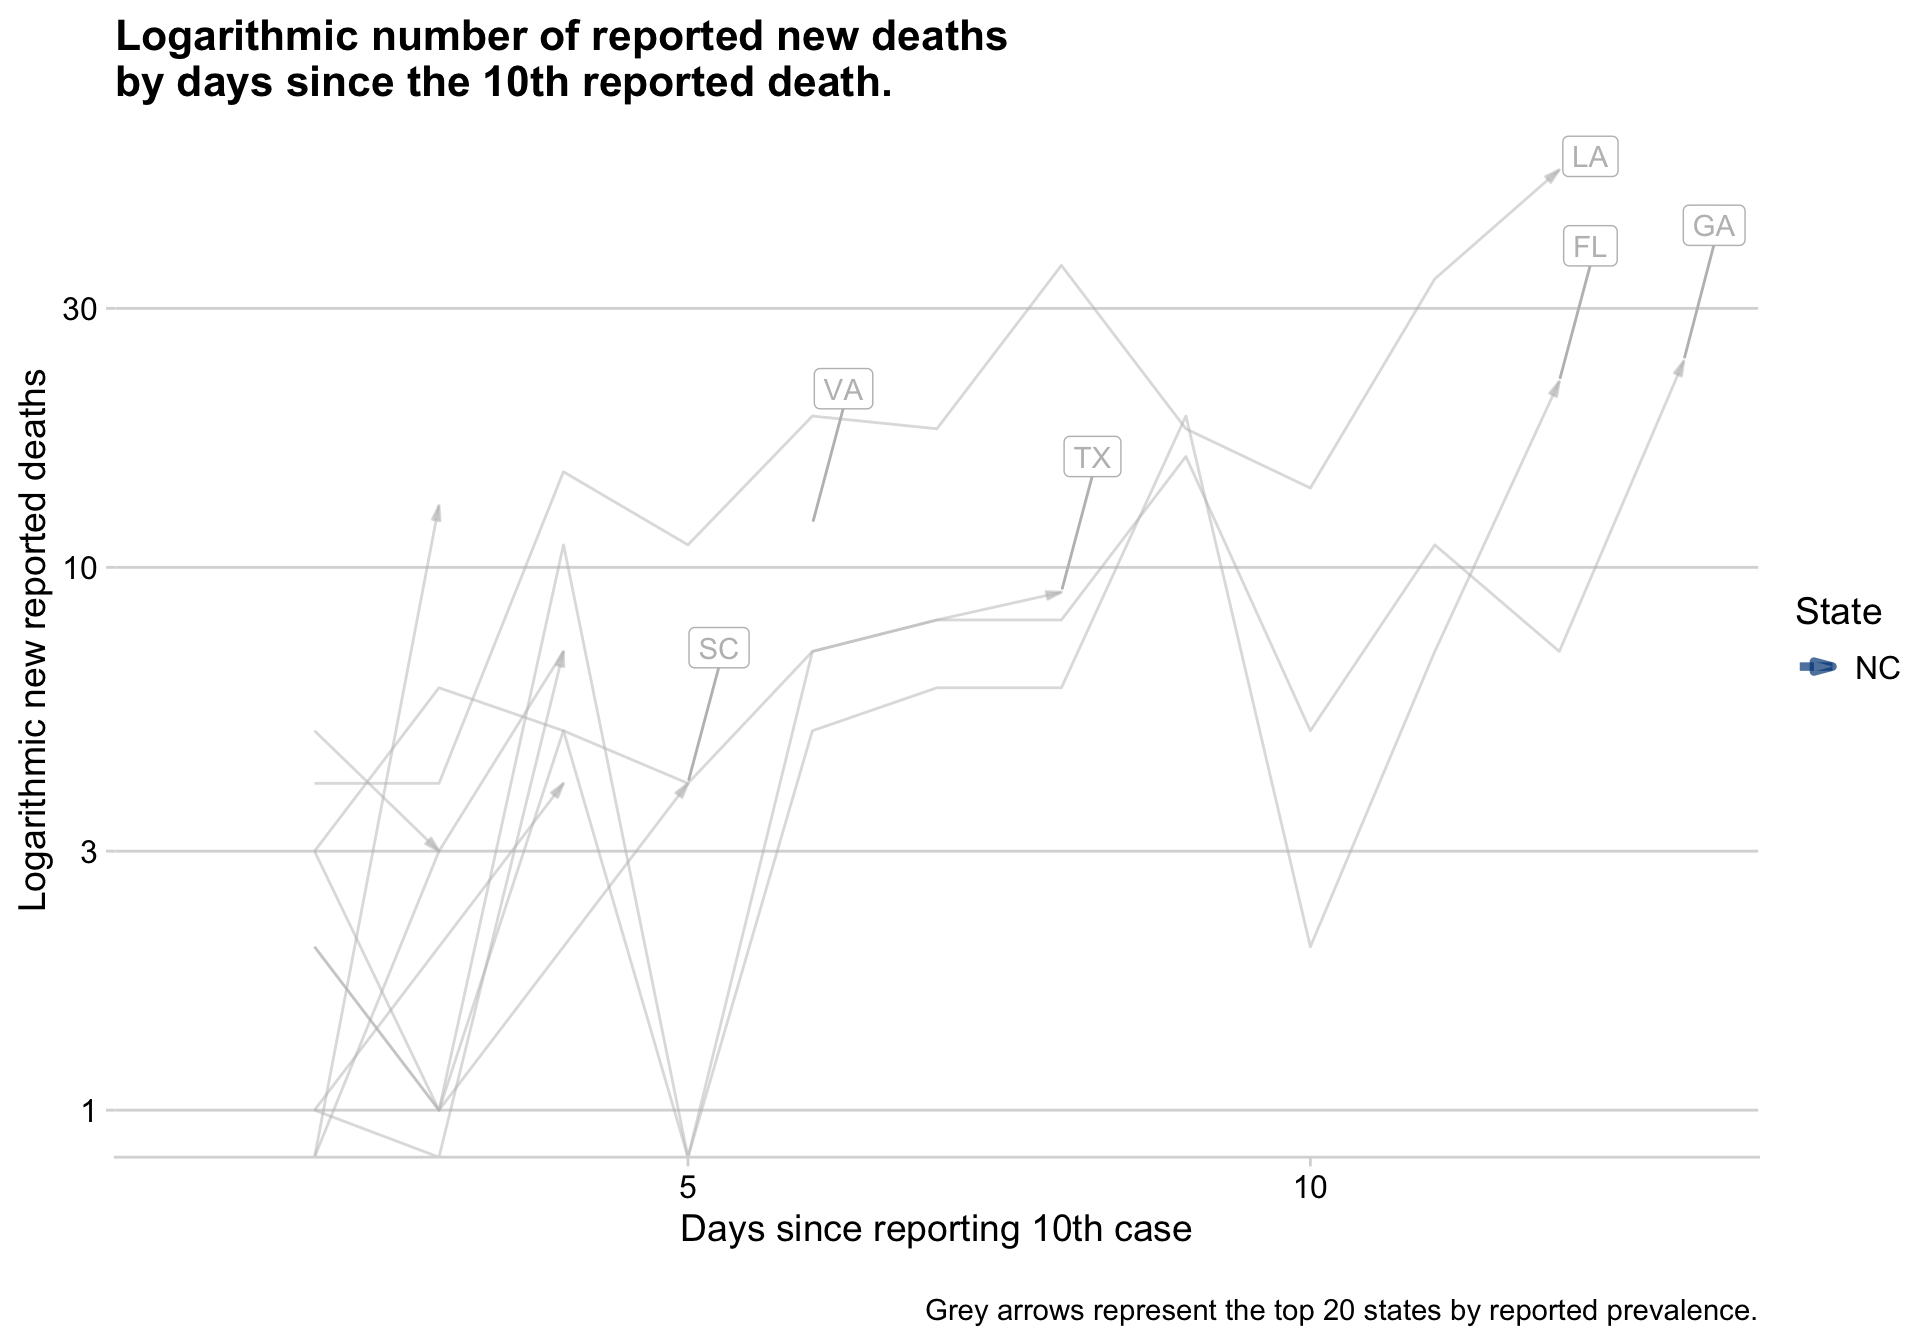 Logarithmic number of reported new deaths
by days since the 10th reported death.
LA
GA
FL
30
VA
TX
10
SC
3
1
Logarithmic new reported deaths
State
NC
5
10
Days since reporting 10th case
Grey arrows represent the top 20 states by reported prevalence.